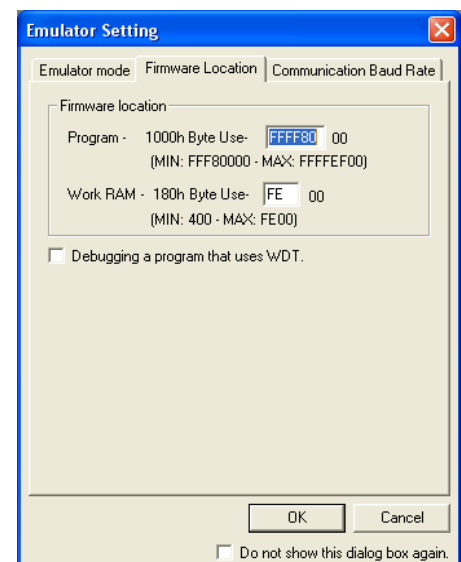 Emulator Setting
Emulator mode Firmware Location Communication Baud Rate
Firmware location
Program - 1000h Byte Use- FFFF80 00
(MIN: FFF80000 - MAX: FFFFEF00)
Work RAM - 180h Byte Use- FE 00
(MIN: 400 - MAX: FE00)
Debugging a program that uses WDT.
OK Cancel
Do not show this dialog box again.